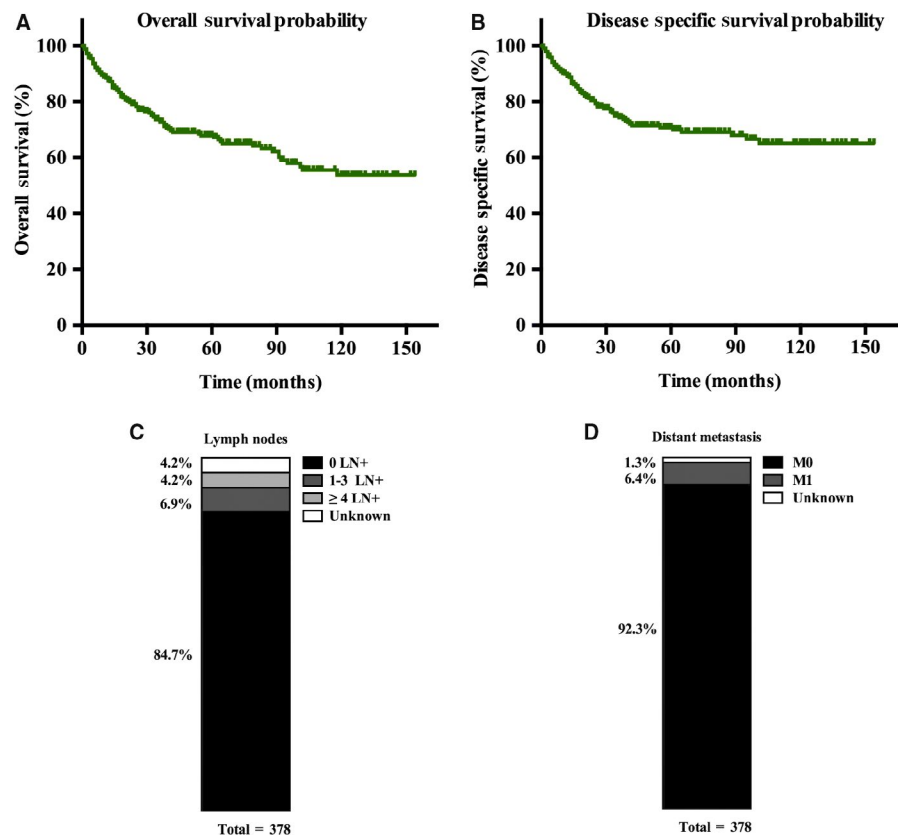 A
Overall survival probability
Overall survival (%)
100
80
60
40
20
0
0 30 60 90 120 150
Time (months)
B
Disease specific survival probability
Disease specific survival (%)
100
80
60
40
20
0
0 30 60 90 120 150
Time (months)
C
Lymph nodes
4.2%
4.2%
6.9%
84.7%
0 LN+
1-3 LN+
≥ 4 LN+
Unknown
Total = 378
D
Distant metastasis
1.3%
6.4%
92.3%
M0
M1
Unknown
Total = 378